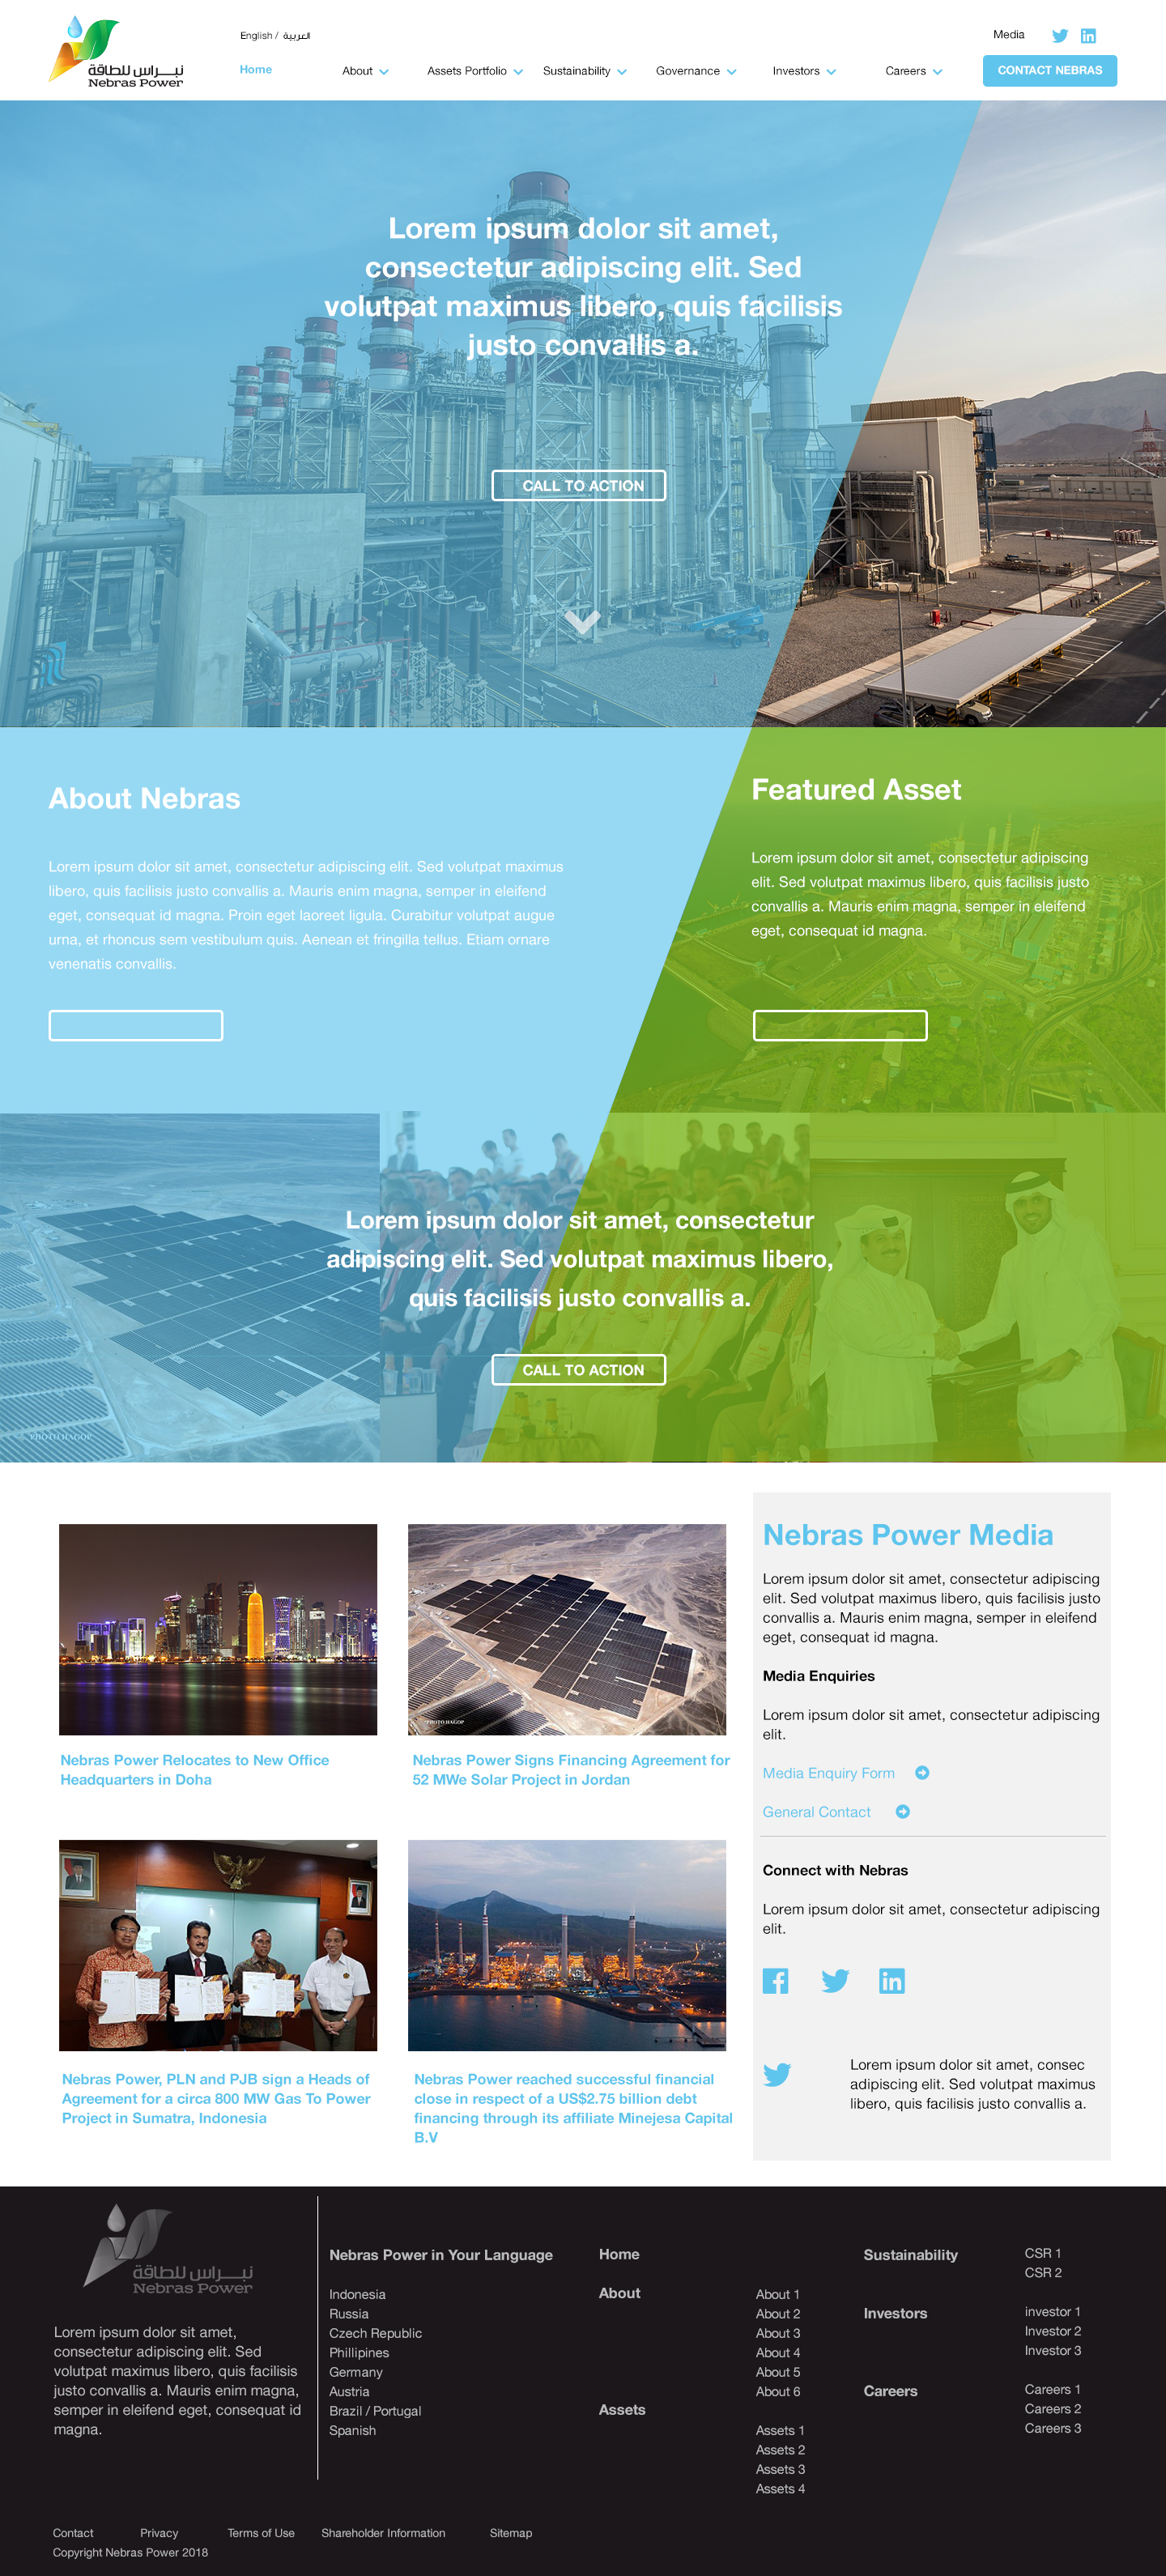 نبراس للطاقة
Nebras Power
English / العربية
Media
Home
About
Assets Portfolio
Sustainability
Governance
Investors
Careers
CONTACT NEBRAS
Lorem ipsum dolor sit amet,
consectetur adipiscing elit. Sed
volutpat maximus libero, quis facilisis
justo convallis a.
CALL TO ACTION
About Nebras
Lorem ipsum dolor sit amet, consectetur adipiscing elit. Sed volutpat maximus
libero, quis facilisis justo convallis a. Mauris enim magna, semper in eleifend
eget, consequat id magna. Proin eget laoreet ligula. Curabitur volutpat augue
urna, et rhoncus sem vestibulum quis. Aenean et fringilla tellus. Etiam ornare
venenatis convallis.
Featured Asset
Lorem ipsum dolor sit amet, consectetur adipiscing
elit. Sed volutpat maximus libero, quis facilisis justo
convallis a. Mauris enim magna, semper in eleifend
eget, consequat id magna.
Lorem ipsum dolor sit amet, consectetur
adipiscing elit. Sed volutpat maximus libero,
quis facilisis justo convallis a.
CALL TO ACTION
PHOTO HAGOP
PHOTO HAGOP
Nebras Power Relocates to New Office
Headquarters in Doha
Nebras Power Signs Financing Agreement for
52 MWe Solar Project in Jordan
Nebras Power, PLN and PJB sign a Heads of
Agreement for a circa 800 MW Gas To Power
Project in Sumatra, Indonesia
Nebras Power reached successful financial
close in respect of a US$2.75 billion debt
financing through its affiliate Minejesa Capital
B.V
Nebras Power Media
Lorem ipsum dolor sit amet, consectetur adipiscing
elit. Sed volutpat maximus libero, quis facilisis justo
convallis a. Mauris enim magna, semper in eleifend
eget, consequat id magna.
Media Enquiries
Lorem ipsum dolor sit amet, consectetur adipiscing
elit.
Media Enquiry Form
General Contact
Connect with Nebras
Lorem ipsum dolor sit amet, consectetur adipiscing
elit.
Lorem ipsum dolor sit amet, consec
adipiscing elit. Sed volutpat maximus
libero, quis facilisis justo convallis a.
نبراس للطاقة
Nebras Power
Lorem ipsum dolor sit amet,
consectetur adipiscing elit. Sed
volutpat maximus libero, quis facilisis
justo convallis a. Mauris enim magna,
semper in eleifend eget, consequat id
magna.
Nebras Power in Your Language
Indonesia
Russia
Czech Republic
Phillipines
Germany
Austria
Brazil / Portugal
Spanish
Home
About
About 1
About 2
About 3
About 4
About 5
About 6
Assets
Assets 1
Assets 2
Assets 3
Assets 4
Sustainability
CSR 1
CSR 2
Investors
investor 1
Investor 2
Investor 3
Careers
Careers 1
Careers 2
Careers 3
Contact
Privacy
Terms of Use
Shareholder Information
Sitemap
Copyright Nebras Power 2018